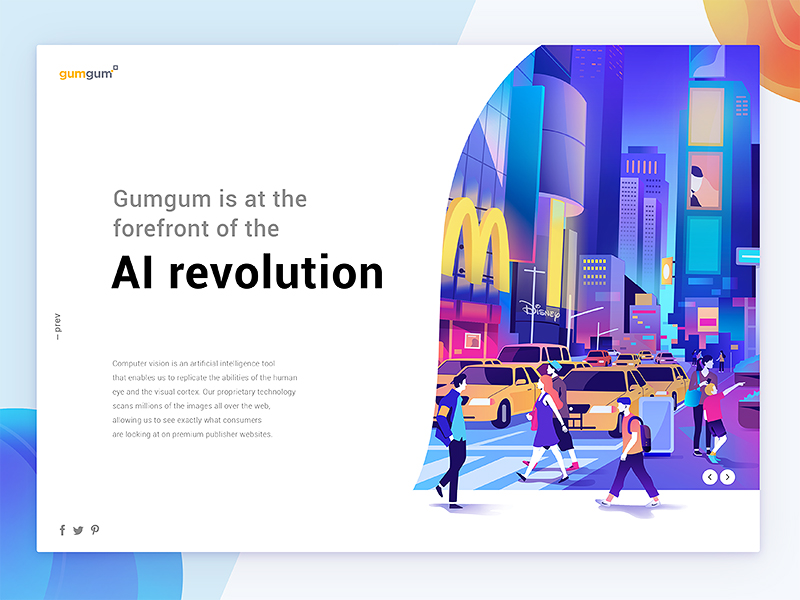 gumgum
Gumgum is at the
forefront of the
AI revolution
prev
Computer vision is an artificial intelligence tool
that enables us to replicate the abilities of the human
eye and the visual cortex. Our proprietary technology
scans millions of the images all over the web,
allowing us to see exactly what consumers
are looking at on premium publisher websites.
Disney